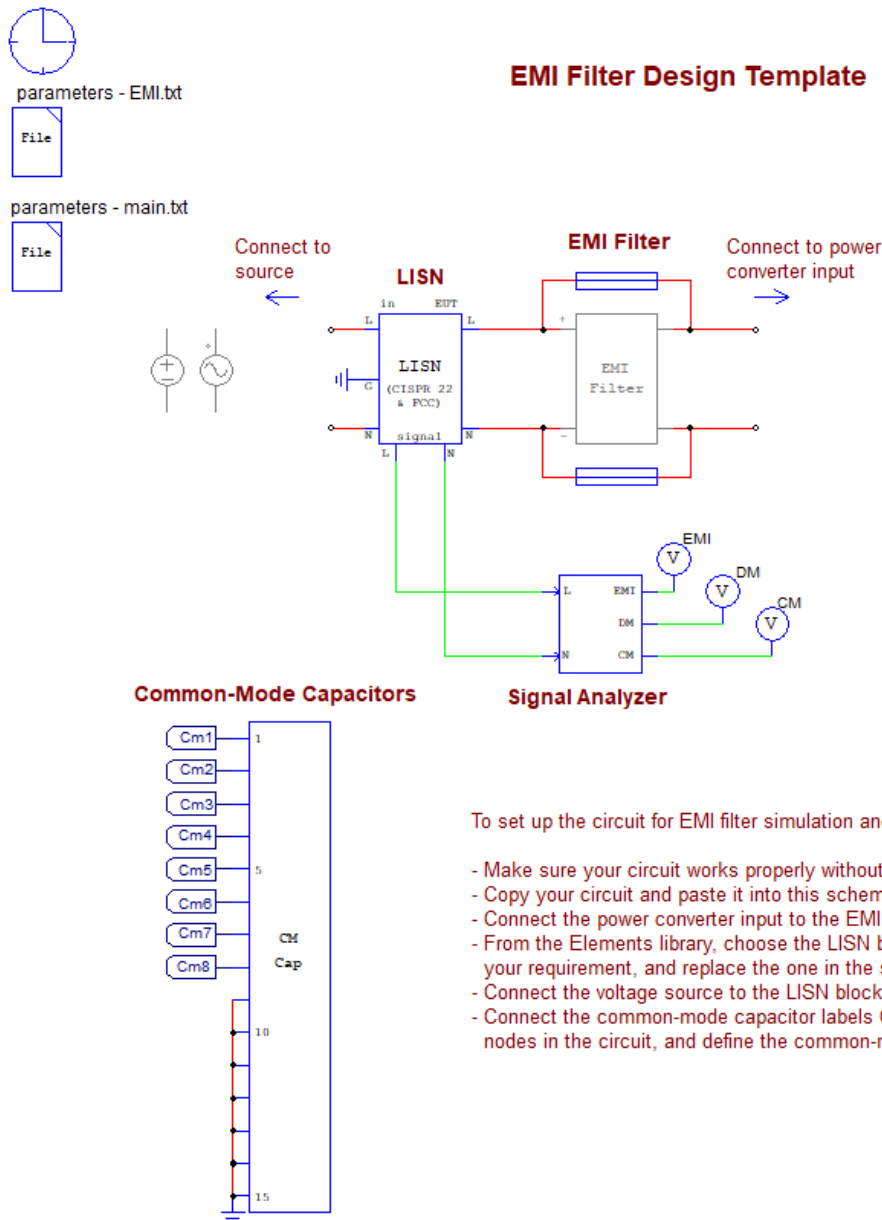 EMI Filter Design Template
parameters - EMI.txt
File
parameters - main.txt
File
Connect to
source
LISN
EMI Filter
Connect to power
converter input
in EUT
L L
LISN
G
(CISPR 22
& FCC)
N signal N
L N
+
EMI
Filter
-
EMI
V
DM
V
CM
V
L EMI
DM
N CM
Signal Analyzer
Common-Mode Capacitors
Cm1 1
Cm2
Cm3
Cm4
Cm5 5
Cm6
Cm7
Cm8
CM
Cap
10
15
To set up the circuit for EMI filter simulation an
- Make sure your circuit works properly without
- Copy your circuit and paste it into this schem
- Connect the power converter input to the EMI
- From the Elements library, choose the LISN b
your requirement, and replace the one in the s
- Connect the voltage source to the LISN block
- Connect the common-mode capacitor labels
nodes in the circuit, and define the common-